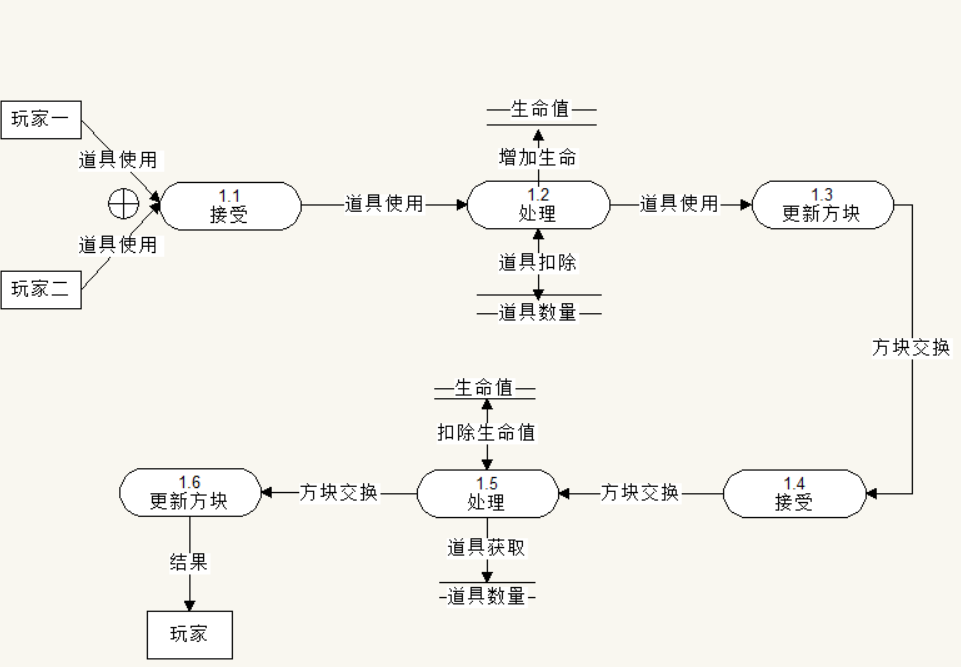 生命值
玩家一
增加生命
道具使用
1.1
接受
道具使用
1.2
处理
道具使用
1.3
更新方块
道具使用
道具扣除
玩家二
道具数量
方块交换
生命值
扣除生命值
1.6
更新方块
方块交换
1.5
处理
方块交换
1.4
接受
道具获取
结果
道具数量
玩家